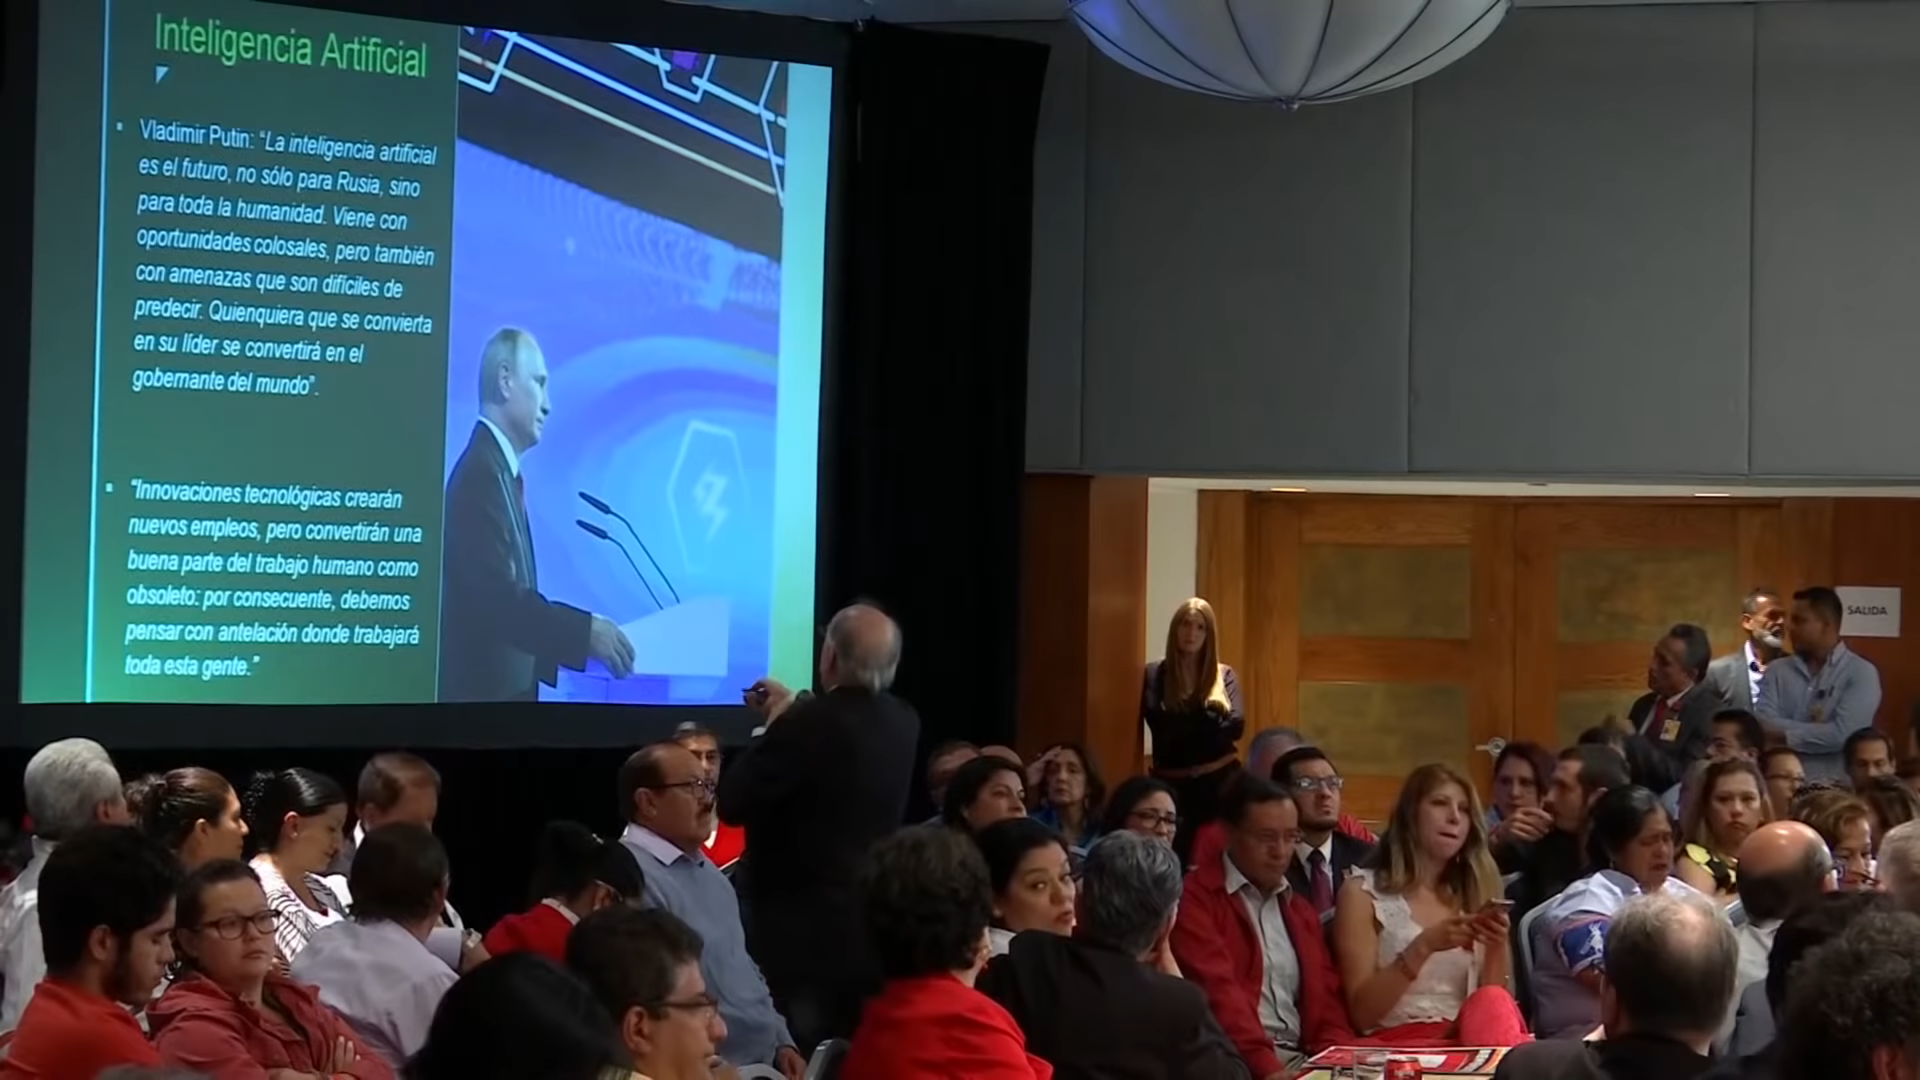 Inteligencia Artificial
Vladimir Putin: “La inteligencia artificial
es el futuro, no sólo para Rusia, sino
para toda la humanidad. Viene con
oportunidades colosales, pero también
con amenazas que son difíciles de
predecir. Quienquiera que se convierta
en su líder se convertirá en el
gobernante del mundo”.
“Innovaciones tecnológicas crearán
nuevos empleos, pero convertirán una
buena parte del trabajo humano como
obsoleto: por consecuente, debemos
pensar con antelación donde trabajará
toda esta gente.”
SALIDA